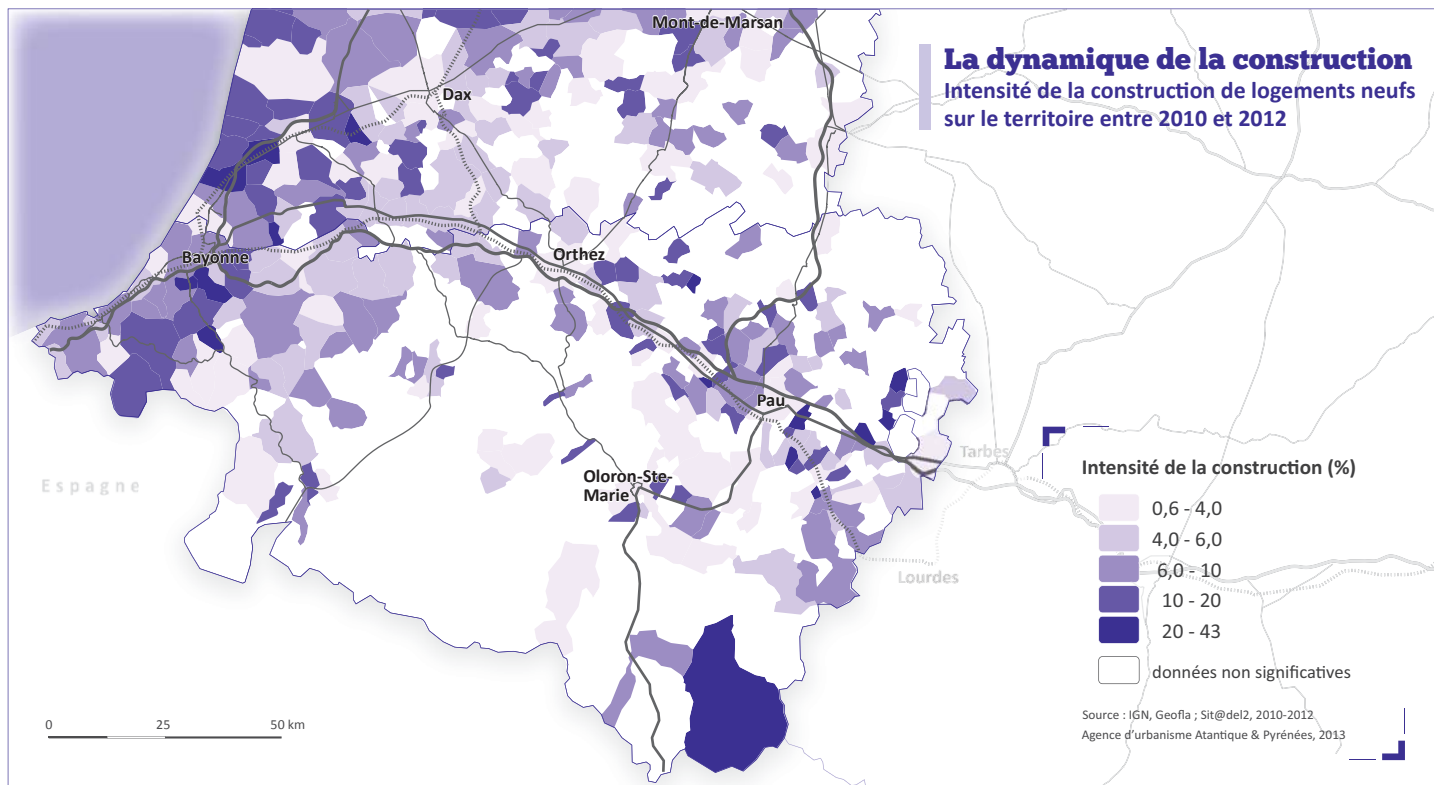 La dynamique de la construction
Intensité de la construction de logements neufs
sur le territoire entre 2010 et 2012
Mont-de-Marsan
Dax
Bayonne
Orthez
Pau
Oloron-Ste-
Marie
Tarbes
Lourdes
Espagne
Intensité de la construction (%)
0,6 - 4,0
4,0 - 6,0
6,0 - 10
10 - 20
20 - 43
données non significatives
Source : IGN, Geofla ; Sit@del2, 2010-2012
Agence d'urbanisme Atantique & Pyrénées, 2013
0 25 50 km